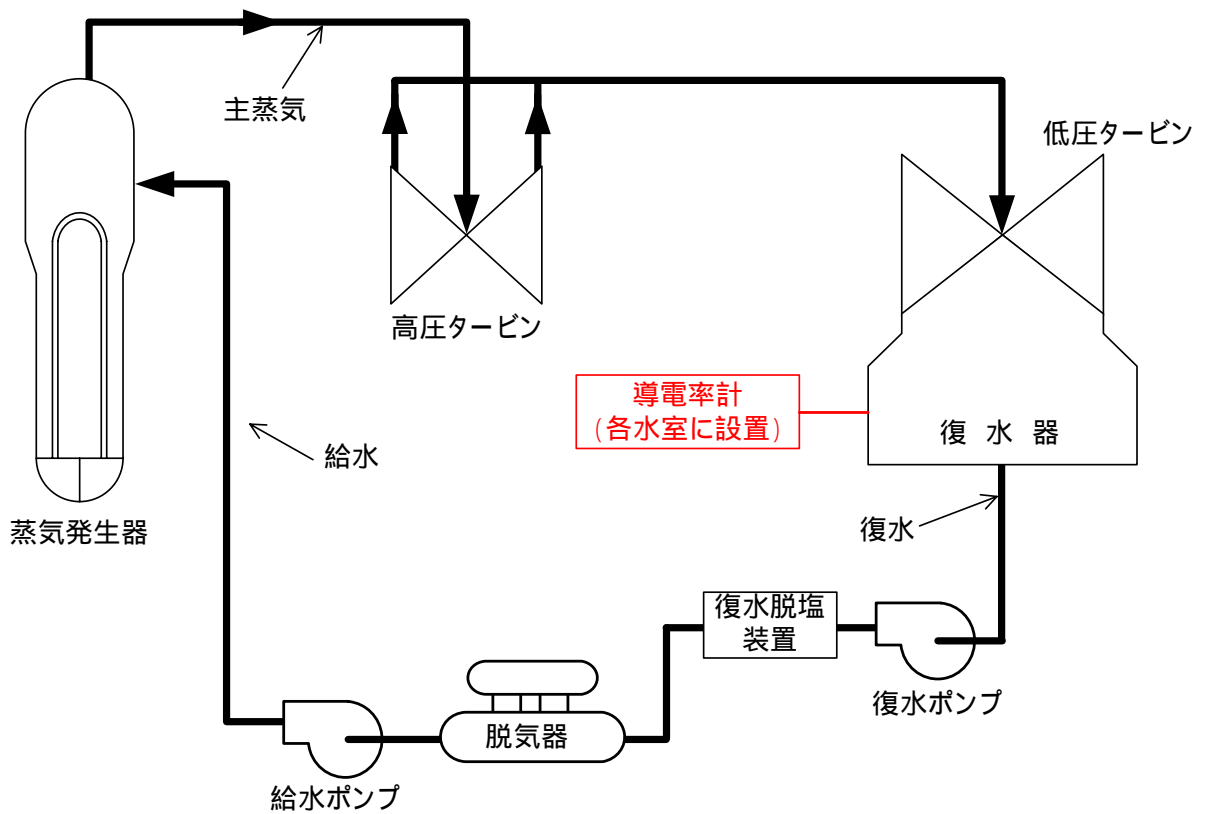 主蒸気
低圧タービン
高圧タービン
導電率計
(各水室に設置)
復水器
給水
蒸気発生器
復水
復水脱塩
装置
復水ポンプ
脱気器
給水ポンプ